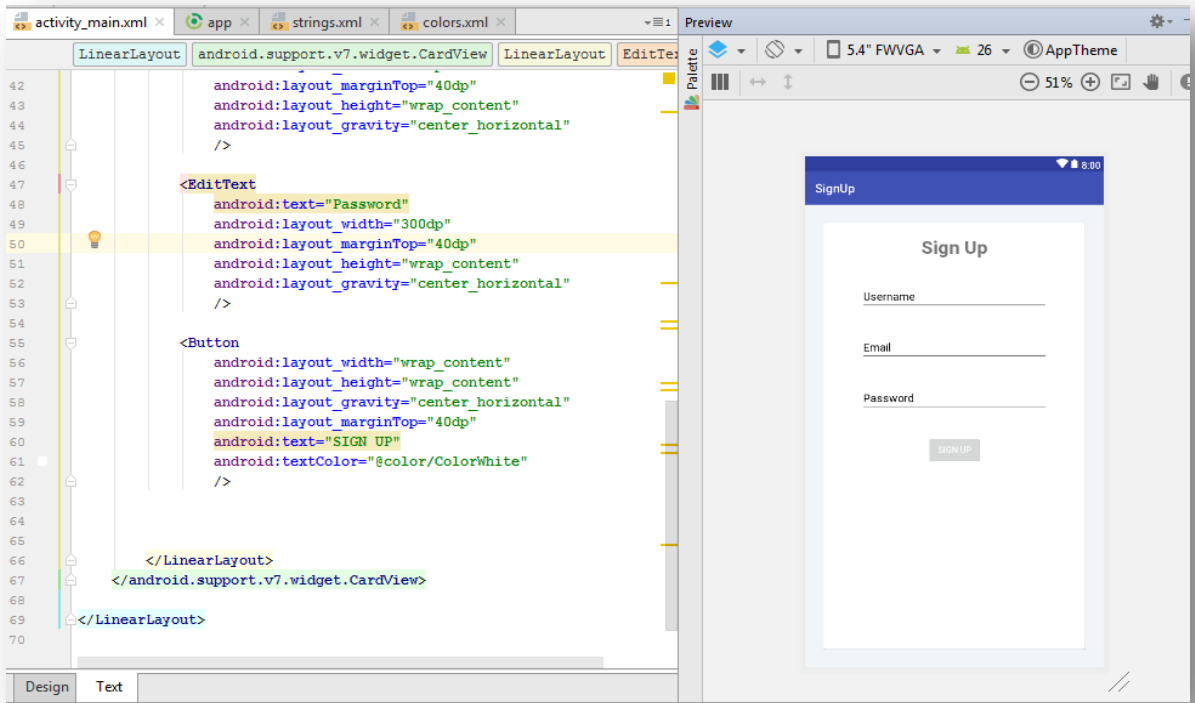 activity_main.xml × app × strings.xml × colors.xml × 1 Preview
LinearLayout android.support.v7.widget.CardView LinearLayout
Palette
5.4" FWVGA 26 AppTheme
51%
42 android:layout_marginTop="40dp"
43 android:layout_height="wrap_content"
44 android:layout_gravity="center_horizontal"
45 />
46
47 <EditText
48 android:text="Password"
49 android:layout_width="300dp"
50 android:layout_marginTop="40dp"
51 android:layout_height="wrap_content"
52 android:layout_gravity="center_horizontal"
53 />
54
55 <Button
56 android:layout_width="wrap_content"
57 android:layout_height="wrap_content"
58 android:layout_gravity="center_horizontal"
59 android:layout_marginTop="40dp"
60 android:text="SIGN UP"
61 android:textColor="@color/ColorWhite"
62 />
63
64
65
66 </LinearLayout>
67 </android.support.v7.widget.CardView>
68
69 </LinearLayout>
70
Design Text
8:00
SignUp
Sign Up
Username
Email
Password
SIGN UP